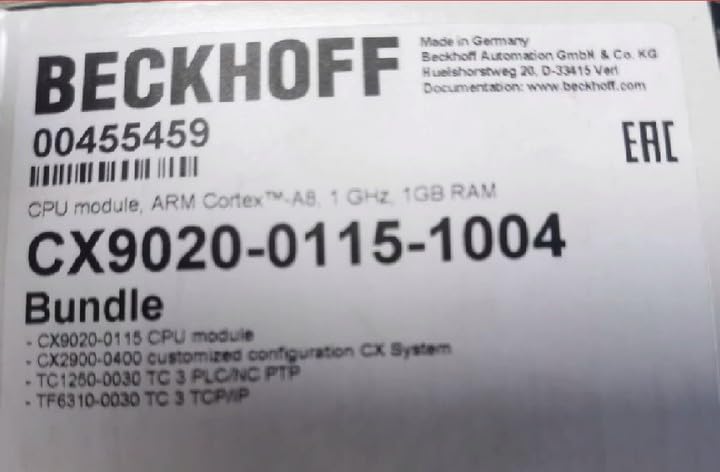 BECKHOFF
Made in Germany
Beckhoff Automation GmbH & Co. KG
Huelshorstweg 20, D-33415 Verl
Documentation: www.beckhoff.com
00455459
EAC
CPU module, ARM Cortex™-A8, 1 GHz, 1GB RAM
CX9020-0115-1004
Bundle
- CX9020-0115 CPU module
- CX2900-0400 customized configuration CX System
- TC1250-0030 TC 3 PLC/NC PTP
- TF6310-0030 TC 3 TCP/IP